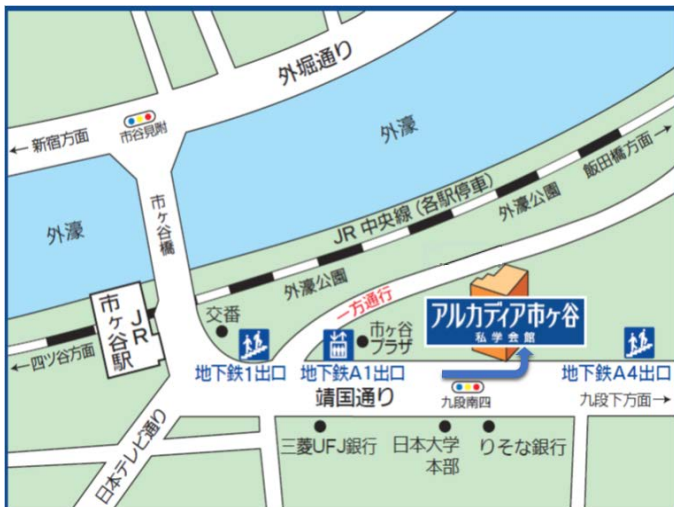 外堀通り
←新宿方面
市谷見附
外濠
飯田橋方面→
市ヶ谷橋
JR 中央線(各駅停車)
外濠公園
外濠
外濠公園
一方通行
アルカディア市ヶ谷
私学会館
JR
市ヶ谷駅
交番
市ヶ谷
プラザ
←四ツ谷方面
地下鉄1出口
地下鉄A1出口
地下鉄A4出口
靖国通り
九段南四
九段下方面→
日本テレビ通り
三菱UFJ銀行
日本大学
本部
りそな銀行